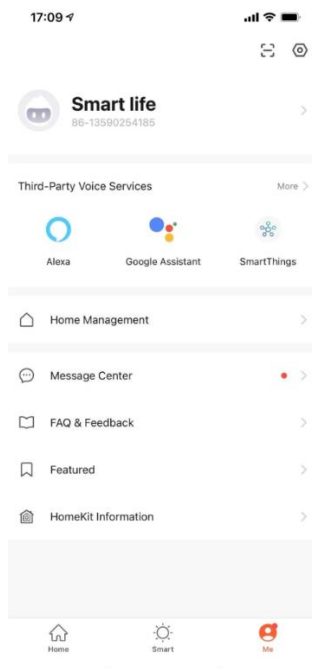 17:09
Smart life
86-13590254185
Third-Party Voice Services More
Alexa Google Assistant SmartThings
Home Management
Message Center
FAQ & Feedback
Featured
HomeKit Information
Home Smart Me